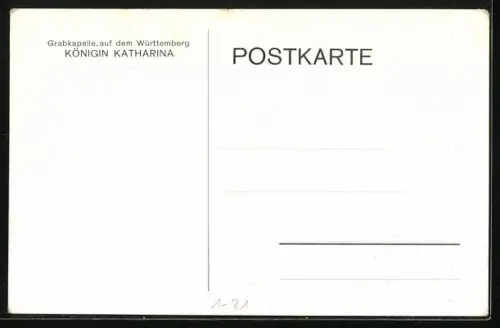 Grabkapelle, auf dem Württemberg
KÖNIGIN KATHARINA
POSTKARTE
1-21